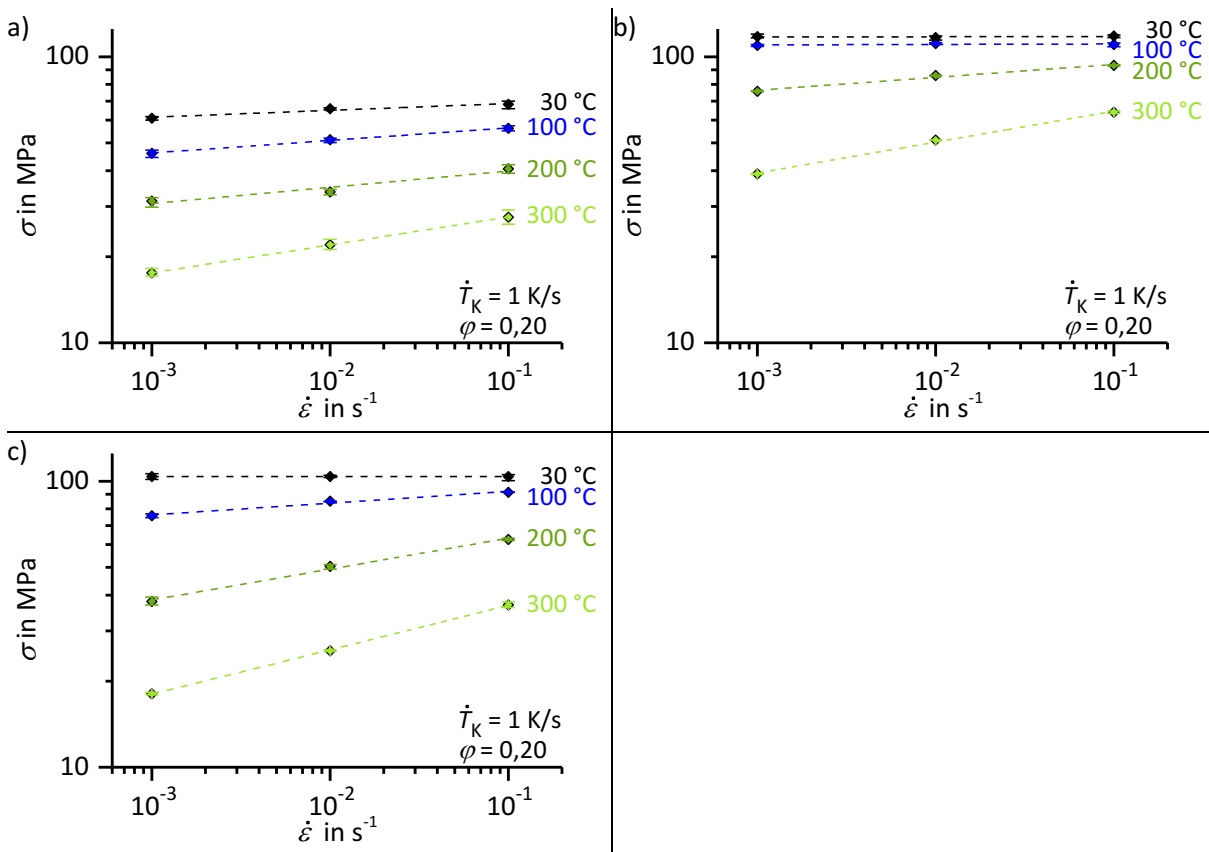 a)
100
10
σ in MPa
30 °C
100 °C
200 °C
300 °C
Ṫ_K = 1 K/s
φ = 0,20
10⁻³
10⁻²
10⁻¹
ε̇ in s⁻¹
b)
100
10
σ in MPa
30 °C
100 °C
200 °C
300 °C
Ṫ_K = 1 K/s
φ = 0,20
10⁻³
10⁻²
10⁻¹
ε̇ in s⁻¹
c)
100
10
σ in MPa
30 °C
100 °C
200 °C
300 °C
Ṫ_K = 1 K/s
φ = 0,20
10⁻³
10⁻²
10⁻¹
ε̇ in s⁻¹